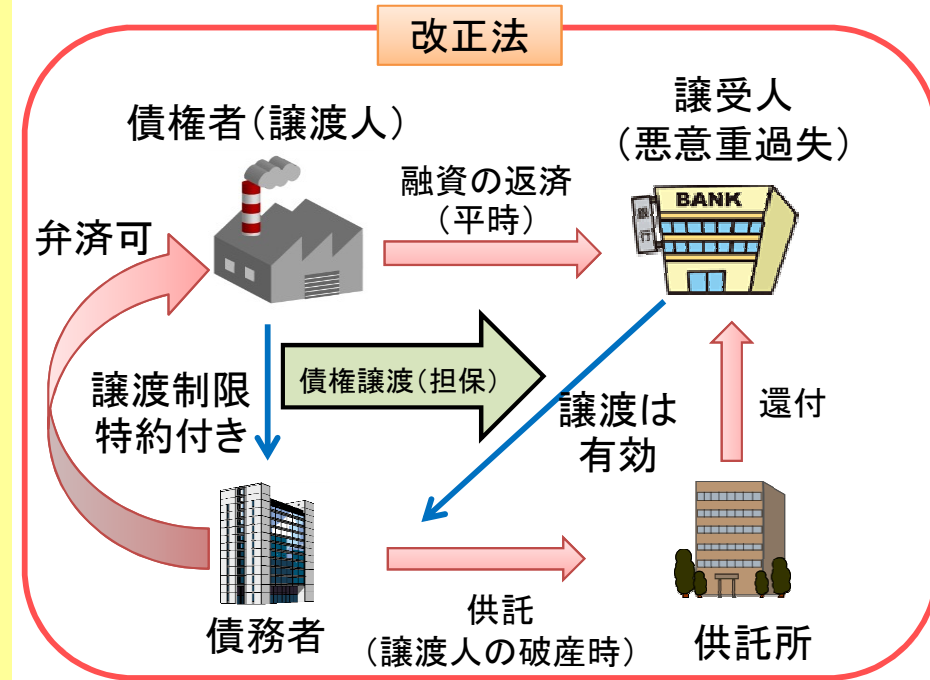 改正法
債権者(譲渡人)
譲受人
(悪意重過失)
融資の返済
(平時)
BANK
銀行
弁済可
債権譲渡(担保)
譲渡制限
特約付き
譲渡は
有効
還付
債務者
供託
(譲渡人の破産時)
供託所